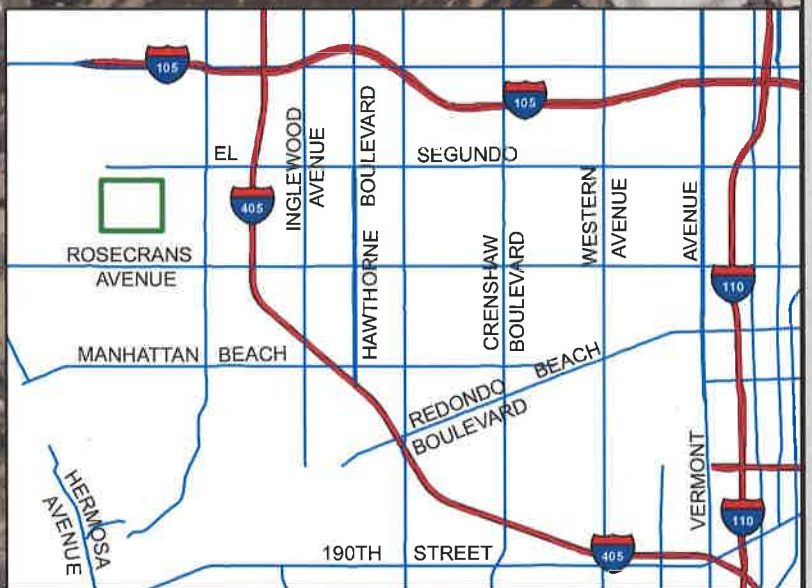 105
105
EL SEGUNDO
INGLEWOOD
AVENUE
HAWTHORNE BOULEVARD
405
WESTERN
AVENUE
AVENUE
ROSECRANS
AVENUE
CRENSHAW
BOULEVARD
110
MANHATTAN BEACH
REDONDO BEACH
BOULEVARD
HERMOSA
AVENUE
VERMONT
110
190TH STREET
405